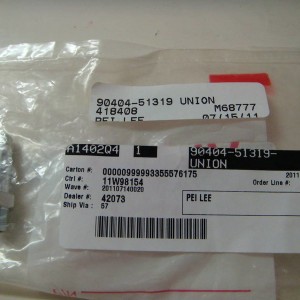 90404-51319 UNION
418408 M68777
PEI LEE 07/15/11
A1402Q4 1 90404-51319-
UNION
Carton #: 00000999993355576175
Ctrl #: 11W98154
Wave #: 201107140020
Dealer #: 42073
Ship Via : 57
2011
Order Line #:
PEI LEE